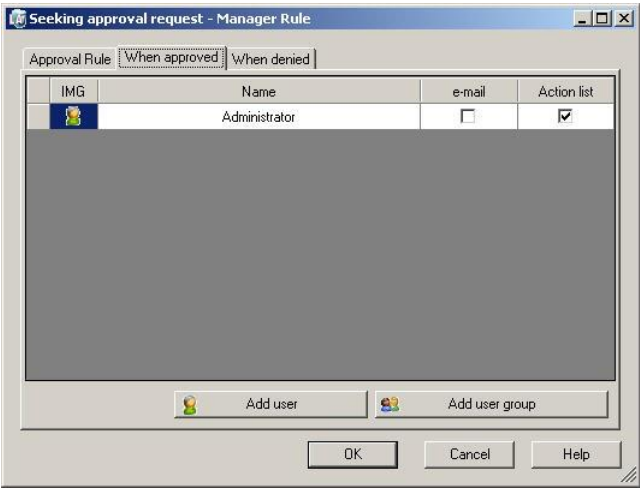 Seeking approval request - Manager Rule
Approval Rule When approved When denied
IMG Name e-mail Action list
Administrator
Add user Add user group
OK Cancel Help